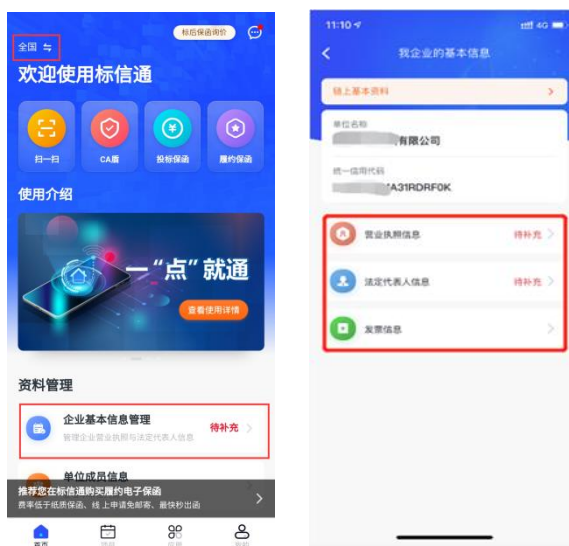 标后保函询价
全国
欢迎使用标信通
扫一扫
CA盾
投标保函
履约保函
使用介绍
一“点”就通
查看使用详情
资料管理
企业基本信息管理
待补充
管理企业营业执照与法定代表人信息
单位成员信息
推荐您在标信通购买履约电子保函
费率低于纸质保函、线上申请免邮寄、最快秒出函
首页
11:10
4G
我企业的基本信息
链上基本资料
单位名称
有限公司
统一信用代码
A31RDRF0K
营业执照信息
待补充
法定代表人信息
待补充
发票信息